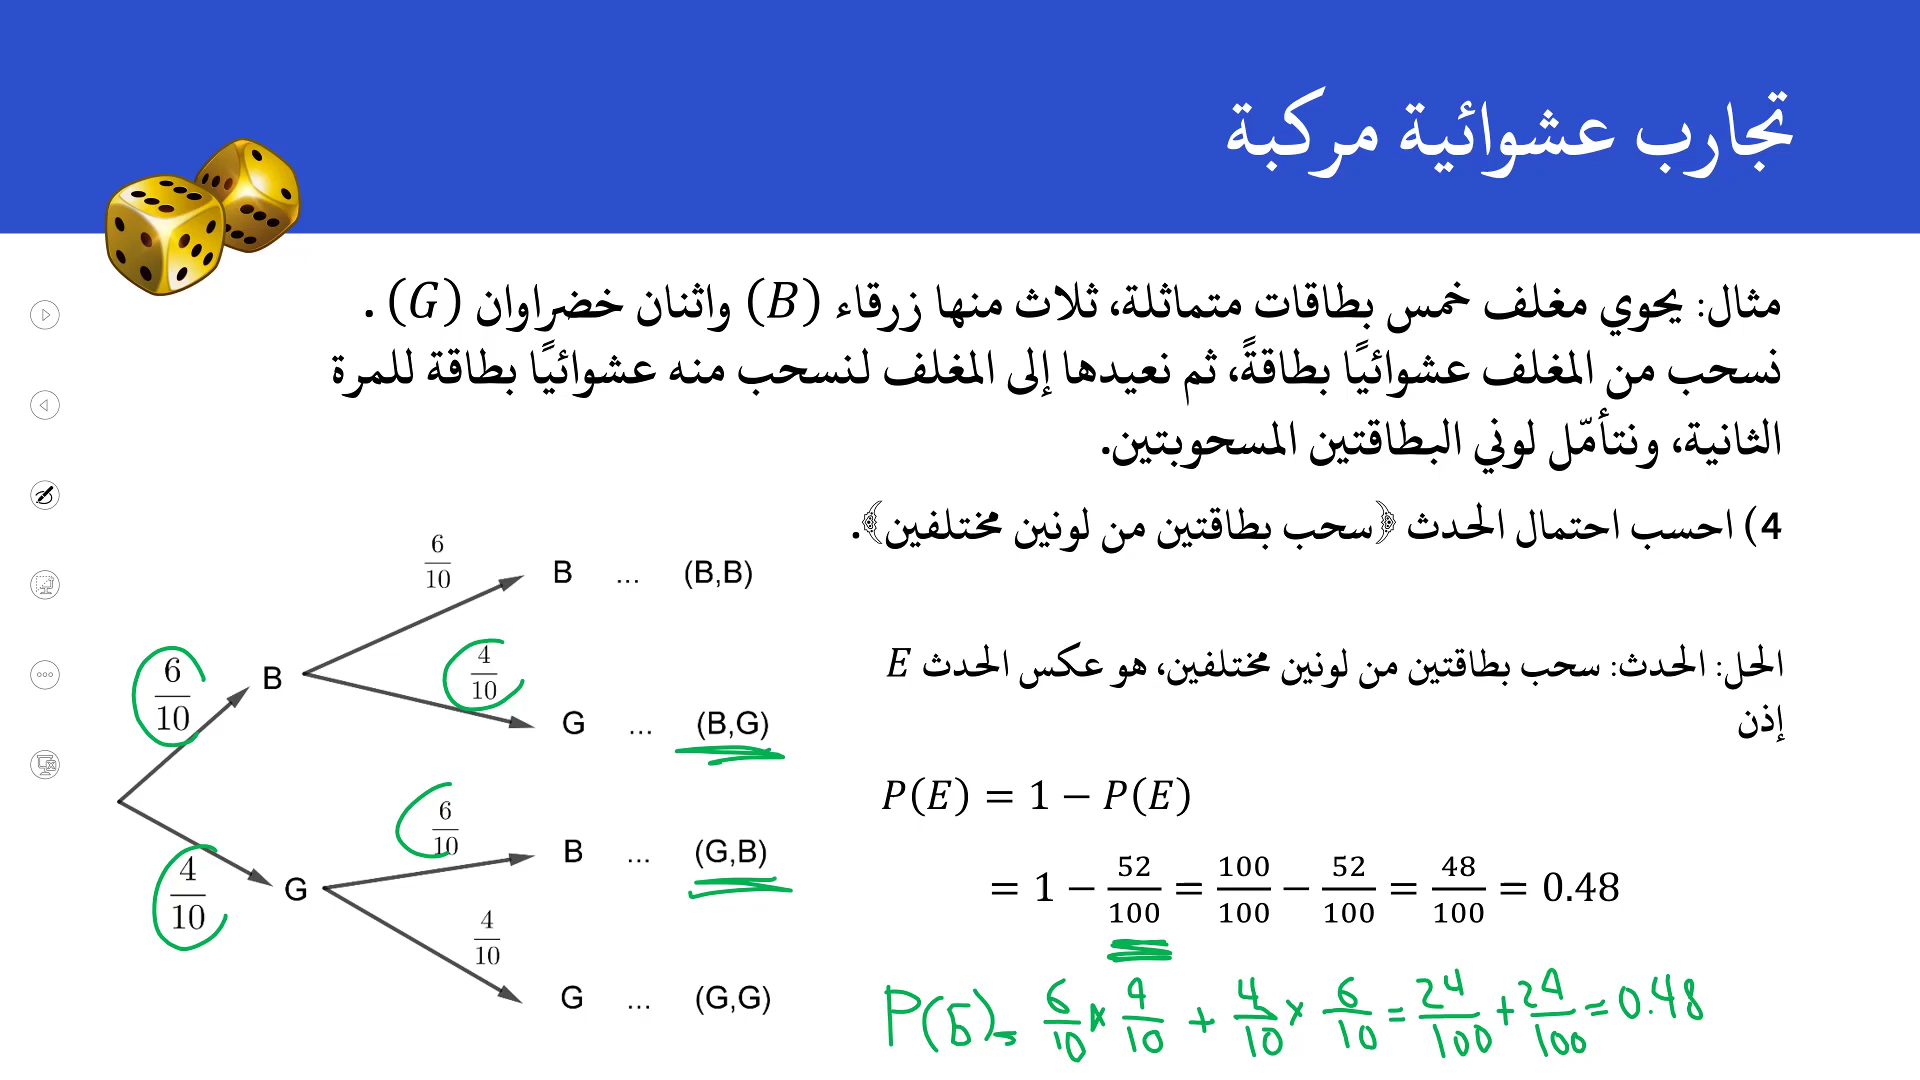 تجارب عشوائية مركبة
مثال: يحوي مغلف خمس بطاقات متماثلة، ثلاث منها زرقاء (B) واثنان خضراوان (G) .
نسحب من المغلف عشوائيًا بطاقةً، ثم نعيدها إلى المغلف لنسحب منه عشوائيًا بطاقة للمرة
الثانية، ونتأمّل لوني البطاقتين المسحوبتين.
4) احسب احتمال الحدث ﴿سحب بطاقتين من لونين مختلفين﴾.
6/10 B ... (B,B)
6/10 B 4/10 G ... (B,G)
4/10 G 6/10 B ... (G,B)
4/10 G ... (G,G)
الحل: الحدث: سحب بطاقتين من لونين مختلفين، هو عكس الحدث E
إذن
P(E) = 1 − P(E)
= 1 − 52/100 = 100/100 − 52/100 = 48/100 = 0.48
6/10 × 4/10 + 4/10 × 6/10 = 24/100 + 24/100 = 0.48